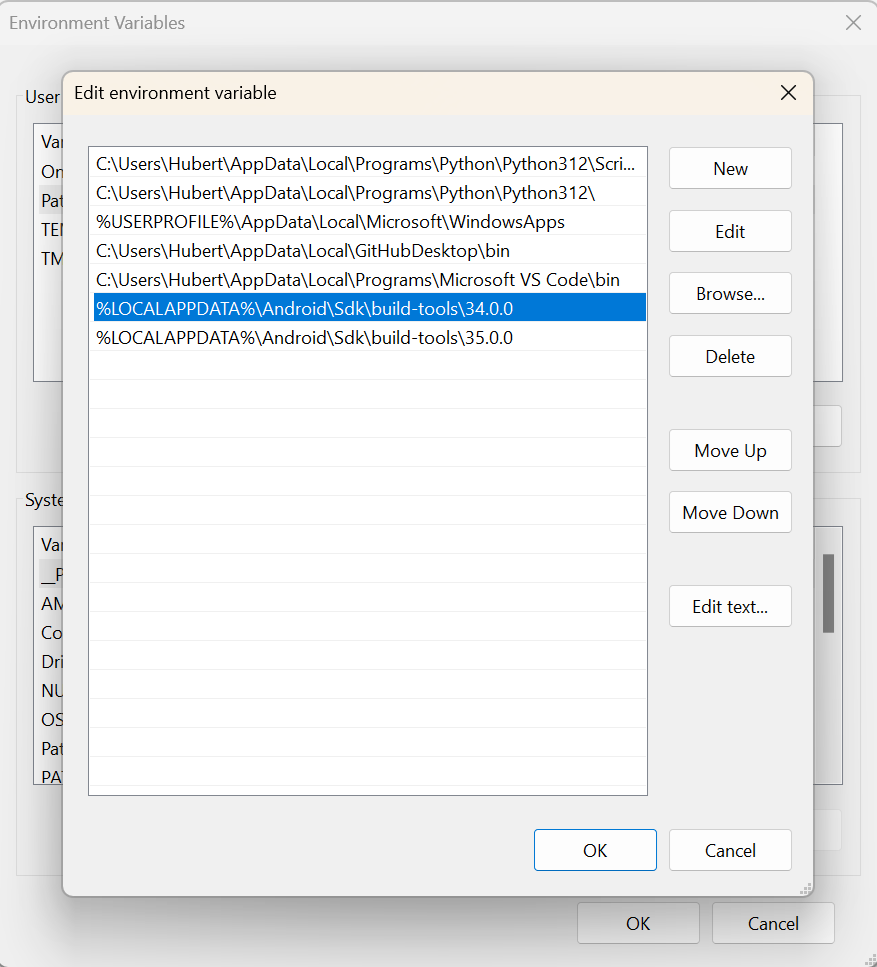 Environment Variables
User
Edit environment variable
C:\Users\Hubert\AppData\Local\Programs\Python\Python312\Scri...
C:\Users\Hubert\AppData\Local\Programs\Python\Python312\
%USERPROFILE%\AppData\Local\Microsoft\WindowsApps
C:\Users\Hubert\AppData\Local\GitHubDesktop\bin
C:\Users\Hubert\AppData\Local\Programs\Microsoft VS Code\bin
%LOCALAPPDATA%\Android\Sdk\build-tools\34.0.0
%LOCALAPPDATA%\Android\Sdk\build-tools\35.0.0
New
Edit
Browse...
Delete
Move Up
Move Down
Edit text...
OK
Cancel
Var
On
Pat
TEM
TM
Syste
Var
__P
AM
Co
Dri
NU
OS
Pat
PA
OK
Cancel